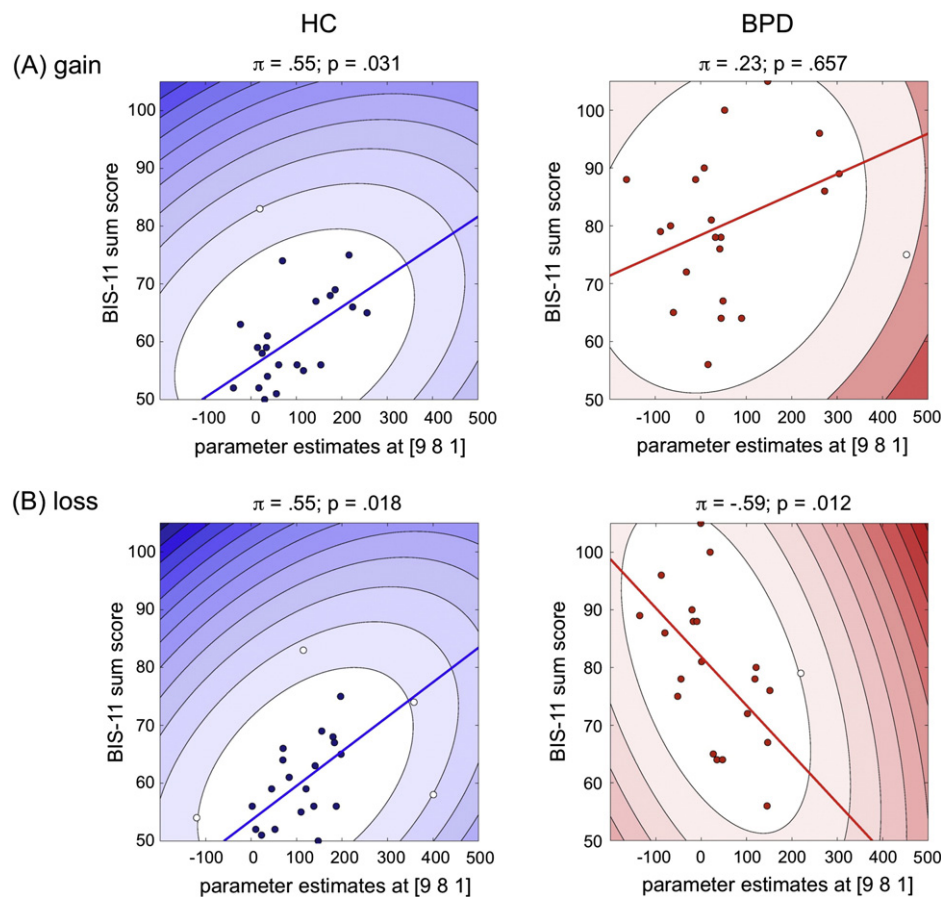 HC
BPD
(A) gain
π = .55; p = .031
π = .23; p = .657
100
90
80
70
60
50
BIS-11 sum score
-100 0 100 200 300 400 500
parameter estimates at [9 8 1]
100
90
80
70
60
50
BIS-11 sum score
-100 0 100 200 300 400 500
parameter estimates at [9 8 1]
(B) loss
π = .55; p = .018
π = -.59; p = .012
100
90
80
70
60
50
BIS-11 sum score
-100 0 100 200 300 400 500
parameter estimates at [9 8 1]
100
90
80
70
60
50
BIS-11 sum score
-100 0 100 200 300 400 500
parameter estimates at [9 8 1]